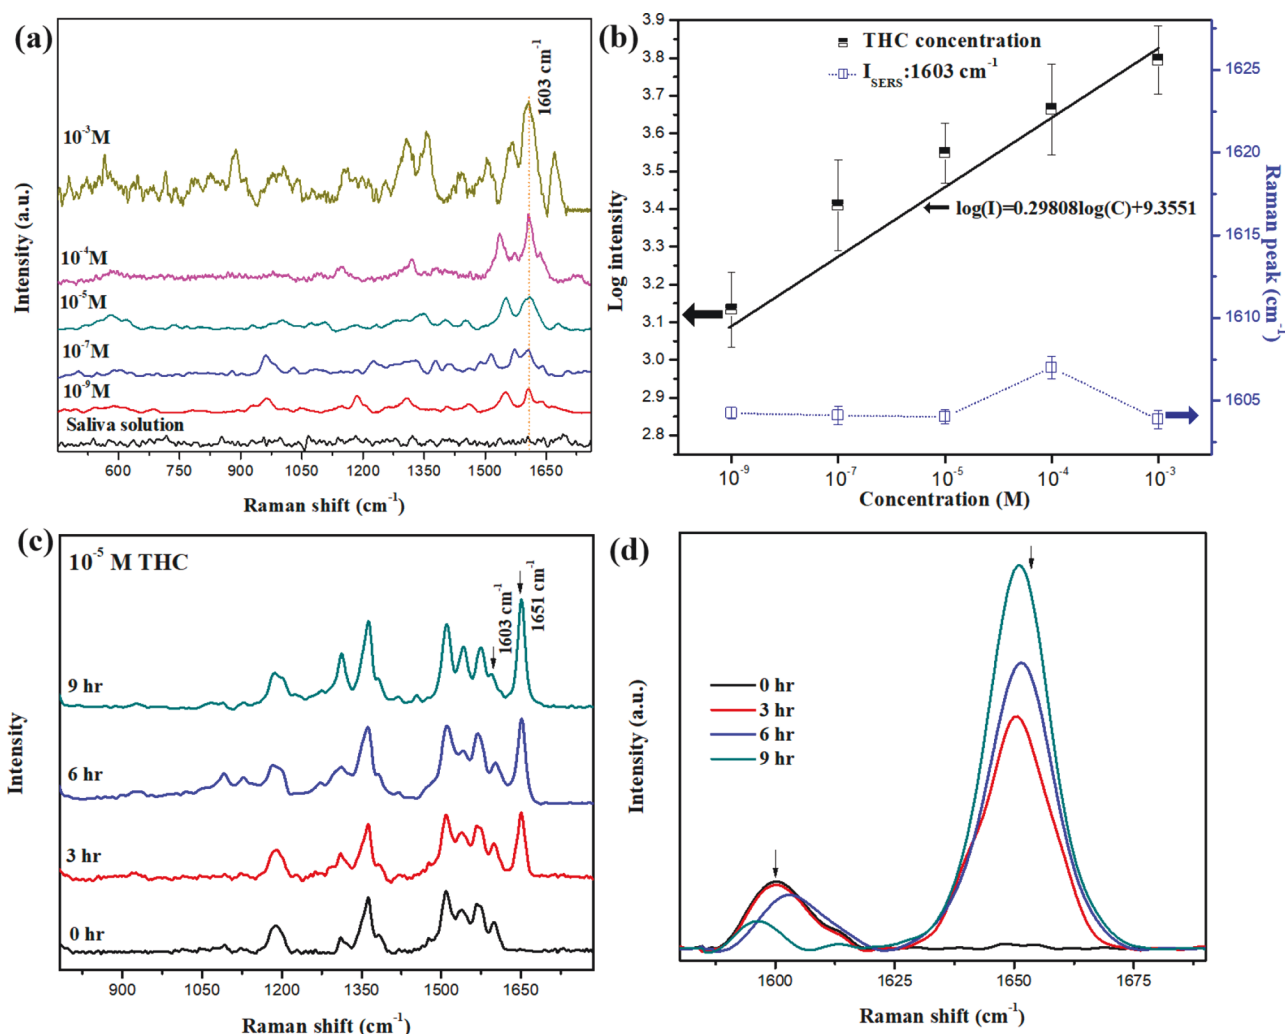 (a)
1603 cm⁻¹
10⁻³M
10⁻⁴M
10⁻⁵M
10⁻⁷M
10⁻⁹M
Saliva solution
Intensity (a.u.)
600 750 900 1050 1200 1350 1500 1650
Raman shift (cm⁻¹)
(b)
THC concentration
I_SERS:1603 cm⁻¹
log(I)=0.29808log(C)+9.3551
3.9
3.8
3.7
3.6
3.5
3.4
3.3
3.2
3.1
3.0
2.9
2.8
Log intensity
1625
1620
1615
1610
1605
Raman peak (cm⁻¹)
10⁻⁹ 10⁻⁷ 10⁻⁵ 10⁻⁴ 10⁻³
Concentration (M)
(c)
10⁻⁵ M THC
1603 cm⁻¹
1651 cm⁻¹
9 hr
6 hr
3 hr
0 hr
Intensity
900 1050 1200 1350 1500 1650
Raman shift (cm⁻¹)
(d)
0 hr
3 hr
6 hr
9 hr
Intensity (a.u.)
1600 1625 1650 1675
Raman shift (cm⁻¹)